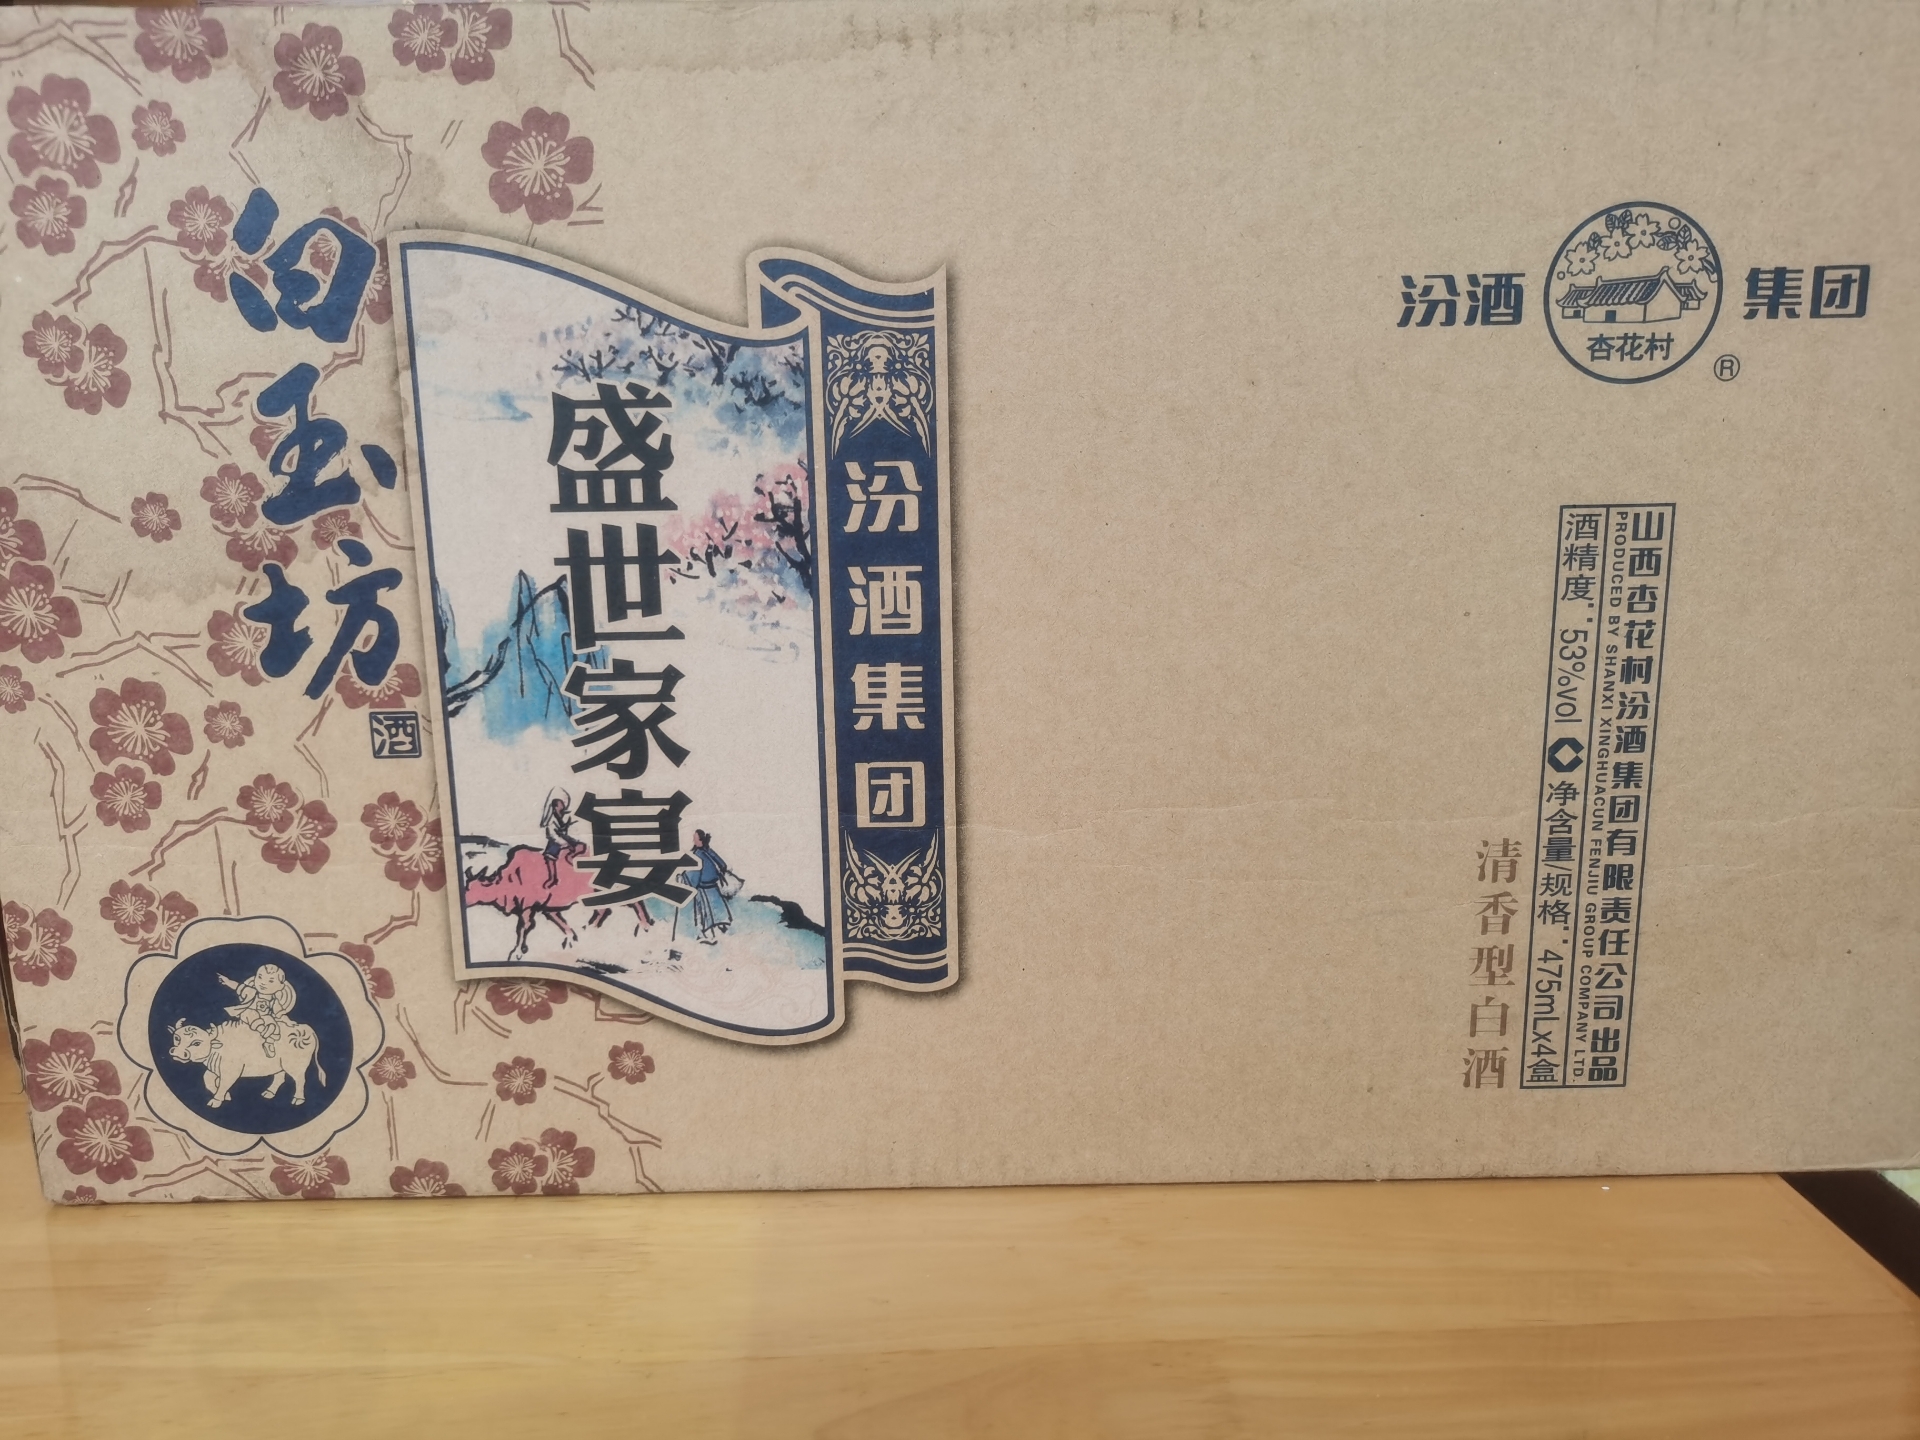 白玉坊
酒
盛世家宴
汾酒集团
汾酒
杏花村
®
集团
山西杏花村汾酒集团有限责任公司出品
PRODUCED BY SHANXI XINGHUACUN FENJIU GROUP COMPANY LTD.
酒精度：53%vol 净含量/规格：475mLx4盒
清香型白酒